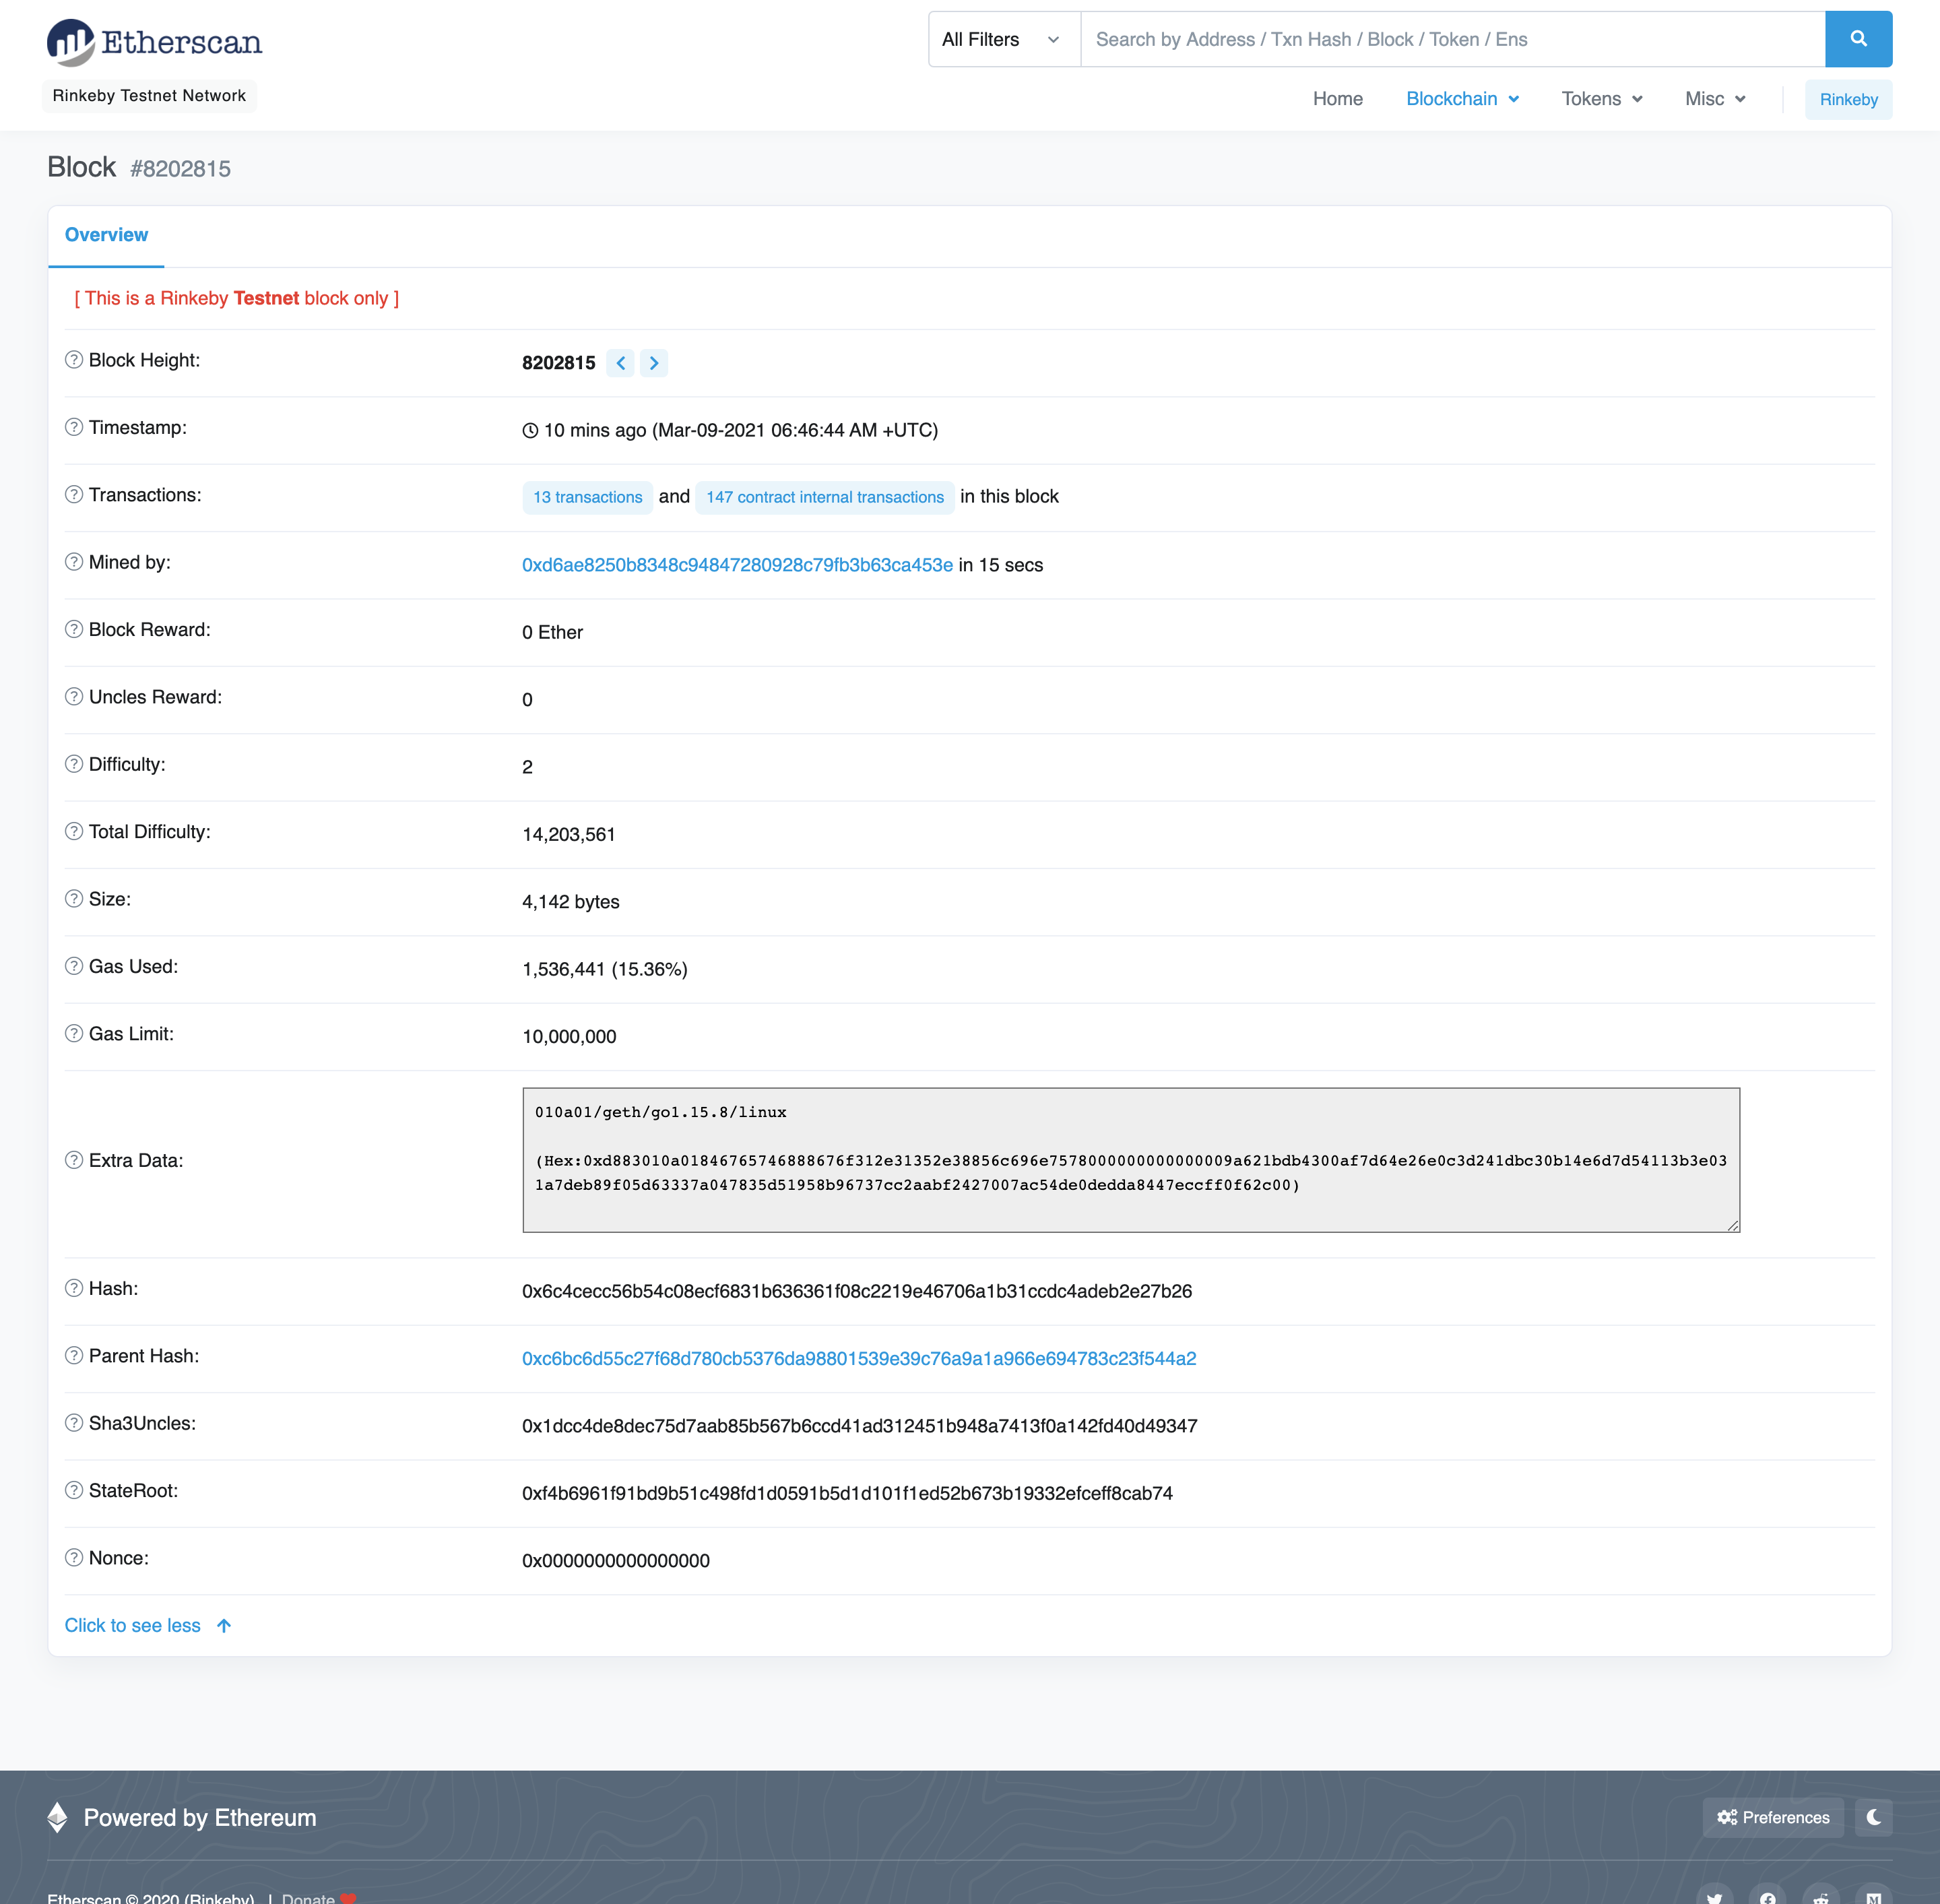 Etherscan
All Filters
Search by Address / Txn Hash / Block / Token / Ens
Rinkeby Testnet Network
Home Blockchain Tokens Misc Rinkeby
Block #8202815
Overview
[ This is a Rinkeby Testnet block only ]
Block Height: 8202815
Timestamp: 10 mins ago (Mar-09-2021 06:46:44 AM +UTC)
Transactions: 13 transactions and 147 contract internal transactions in this block
Mined by: 0xd6ae8250b8348c94847280928c79fb3b63ca453e in 15 secs
Block Reward: 0 Ether
Uncles Reward: 0
Difficulty: 2
Total Difficulty: 14,203,561
Size: 4,142 bytes
Gas Used: 1,536,441 (15.36%)
Gas Limit: 10,000,000
Extra Data:
010a01/geth/go1.15.8/linux
(Hex:0xd883010a01846765746888676f312e31352e38856c696e7578000000000000009a621bdb4300af7d64e26e0c3d241dbc30b14e6d7d54113b3e03
1a7deb89f05d63337a047835d51958b96737cc2aabf2427007ac54de0dedda8447eccff0f62c00)
Hash: 0x6c4cecc56b54c08ecf6831b636361f08c2219e46706a1b31ccdc4adeb2e27b26
Parent Hash: 0xc6bc6d55c27f68d780cb5376da98801539e39c76a9a1a966e694783c23f544a2
Sha3Uncles: 0x1dcc4de8dec75d7aab85b567b6ccd41ad312451b948a7413f0a142fd40d49347
StateRoot: 0xf4b6961f91bd9b51c498fd1d0591b5d1d101f1ed52b673b19332efceff8cab74
Nonce: 0x0000000000000000
Click to see less
Powered by Ethereum
Preferences
Etherscan © 2020 (Rinkeby) | Donate